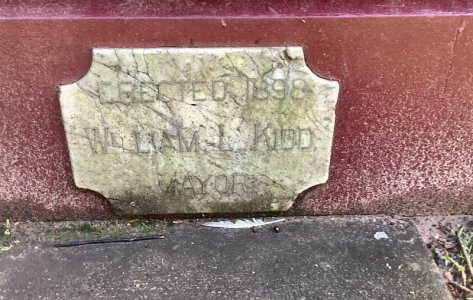 ERECTED 1898
WILLIAM L. KIDD
MAYOR